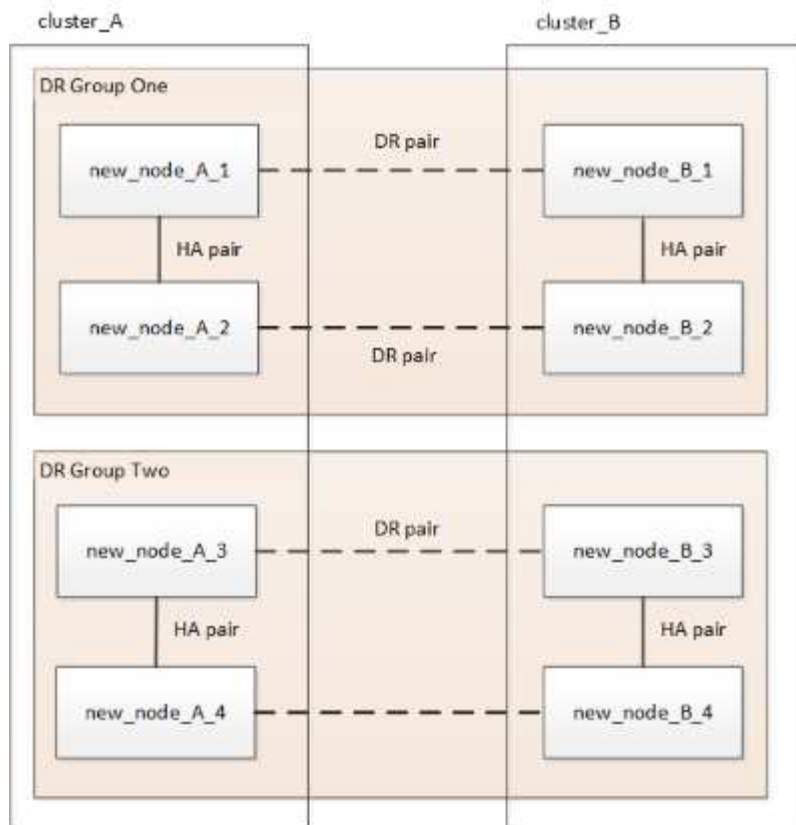 cluster_A
cluster_B
DR Group One
DR pair
new_node_A_1
new_node_B_1
HA pair
HA pair
new_node_A_2
new_node_B_2
DR pair
DR Group Two
DR pair
new_node_A_3
new_node_B_3
HA pair
HA pair
new_node_A_4
new_node_B_4